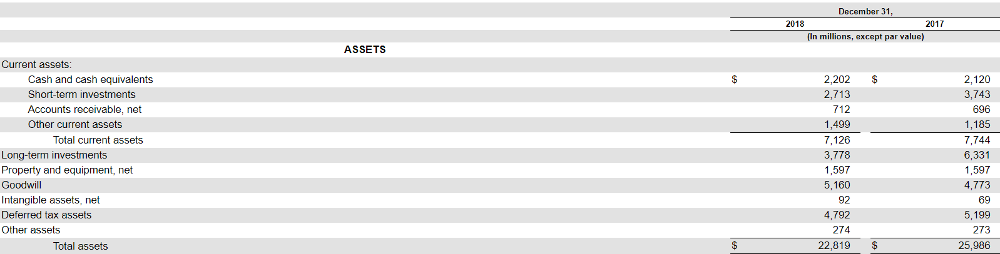 December 31,
2018 2017
(In millions, except par value)
ASSETS
Current assets:
Cash and cash equivalents $ 2,202 $ 2,120
Short-term investments 2,713 3,743
Accounts receivable, net 712 696
Other current assets 1,499 1,185
Total current assets 7,126 7,744
Long-term investments 3,778 6,331
Property and equipment, net 1,597 1,597
Goodwill 5,160 4,773
Intangible assets, net 92 69
Deferred tax assets 4,792 5,199
Other assets 274 273
Total assets $ 22,819 $ 25,986